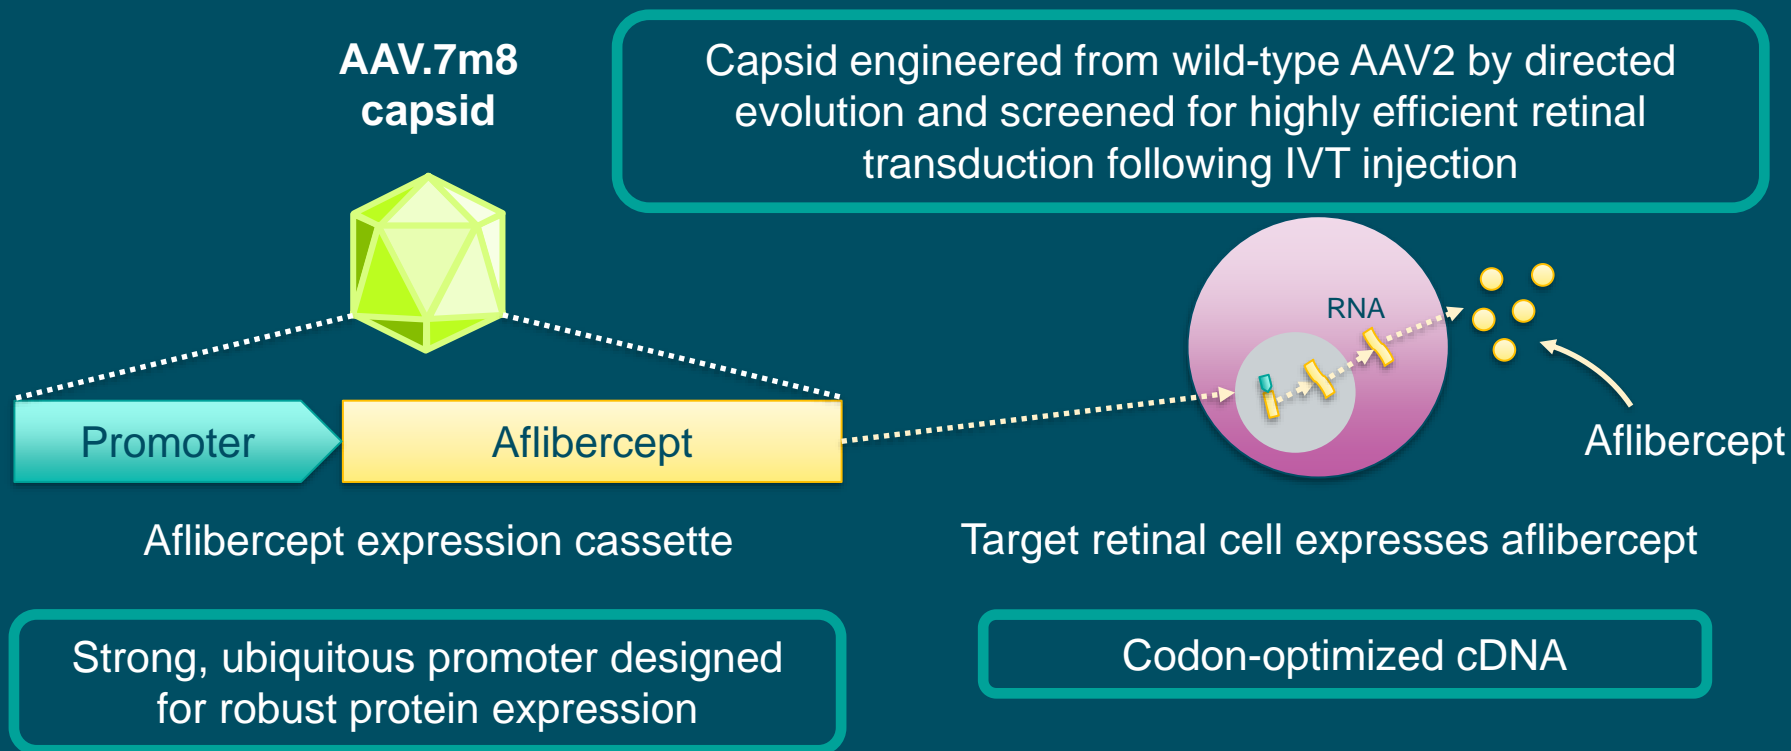 AAV.7m8
capsid
Capsid engineered from wild-type AAV2 by directed
evolution and screened for highly efficient retinal
transduction following IVT injection
RNA
Promoter
Aflibercept
Aflibercept
Aflibercept expression cassette
Target retinal cell expresses aflibercept
Strong, ubiquitous promoter designed
for robust protein expression
Codon-optimized cDNA